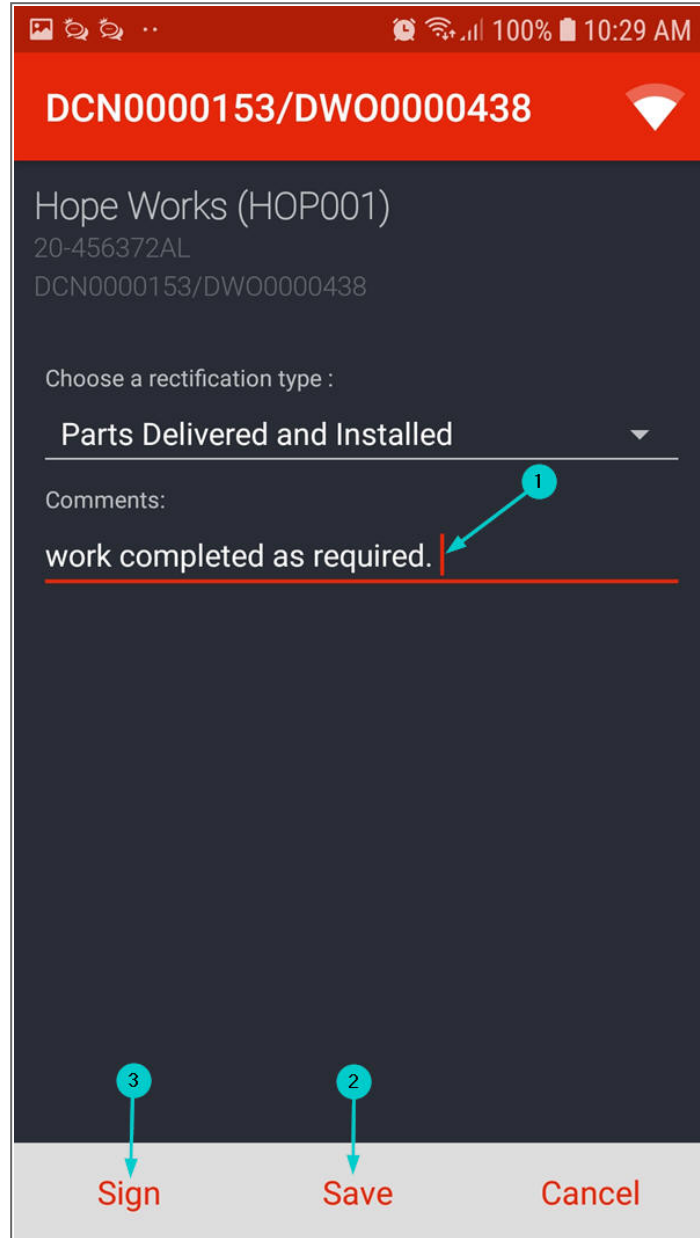 100% 10:29 AM
DCN0000153/DWO0000438
Hope Works (HOP001)
20-456372AL
DCN0000153/DWO0000438
Choose a rectification type :
Parts Delivered and Installed
1
Comments:
work completed as required.
3 2
Sign Save Cancel